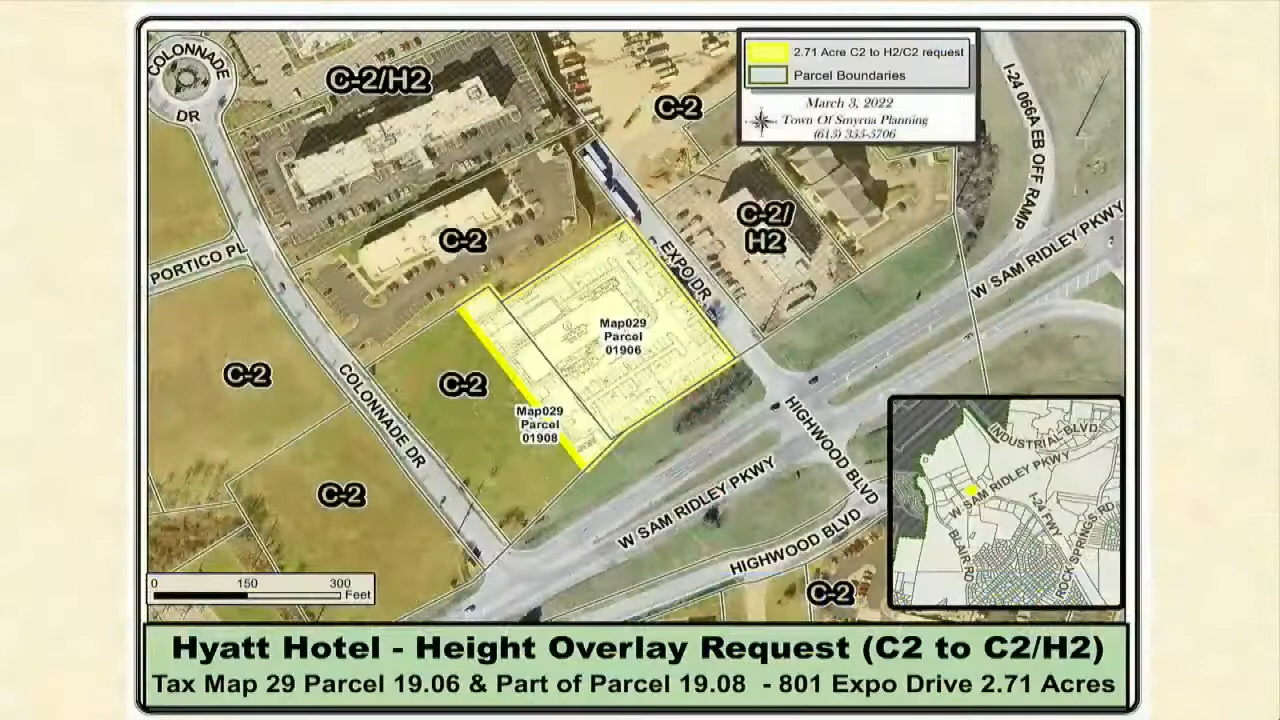 COLONNADE
DR
C-2/H2
C-2
2.71 Acre C2 to H2/C2 request
Parcel Boundaries
March 3, 2022
Town Of Smyrna Planning
(615) 355-5706
I-24 066A EB OFF RAMP
C-2/
H2
C-2
W SAM RIDLEY PKWY
PORTICO PL
EXPO DR
Map029
Parcel
01906
C-2
C-2
COLONNADE DR
Map029
Parcel
01908
HIGHWOOD BLVD
C-2
W SAM RIDLEY PKWY
HIGHWOOD BLVD
C-2
INDUSTRIAL BLVD
W SAM RIDLEY PKWY
I-24 FWY
BLAIR RD
ROCK SPRINGS RD
0 150 300
Feet
Hyatt Hotel - Height Overlay Request (C2 to C2/H2)
Tax Map 29 Parcel 19.06 & Part of Parcel 19.08 - 801 Expo Drive 2.71 Acres